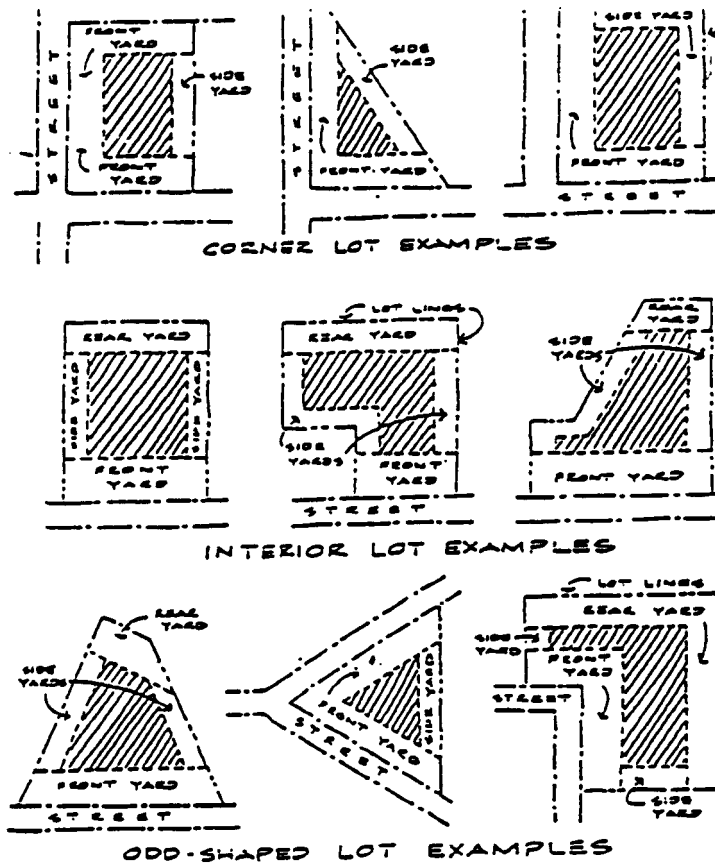 STREET
FRONT
YARD
SIDE
YARD
FRONT
YARD
STREET
SIDE
YARD
FRONT YARD
SIDE YARD
FRONT YARD
STREET
CORNER LOT EXAMPLES
REAR YARD
SIDE YARD
SIDE YARD
FRONT
YARD
LOT LINES
REAR YARD
SIDE
YARDS
FRONT
YARD
STREET
REAR
YARD
SIDE
YARDS
FRONT YARD
INTERIOR LOT EXAMPLES
REAR
YARD
SIDE
YARDS
FRONT YARD
STREET
FRONT YARD
STREET
SIDE YARD
LOT LINES
REAR YARD
SIDE
YARD
FRONT
YARD
STREET
SIDE
YARD
ODD-SHAPED LOT EXAMPLES